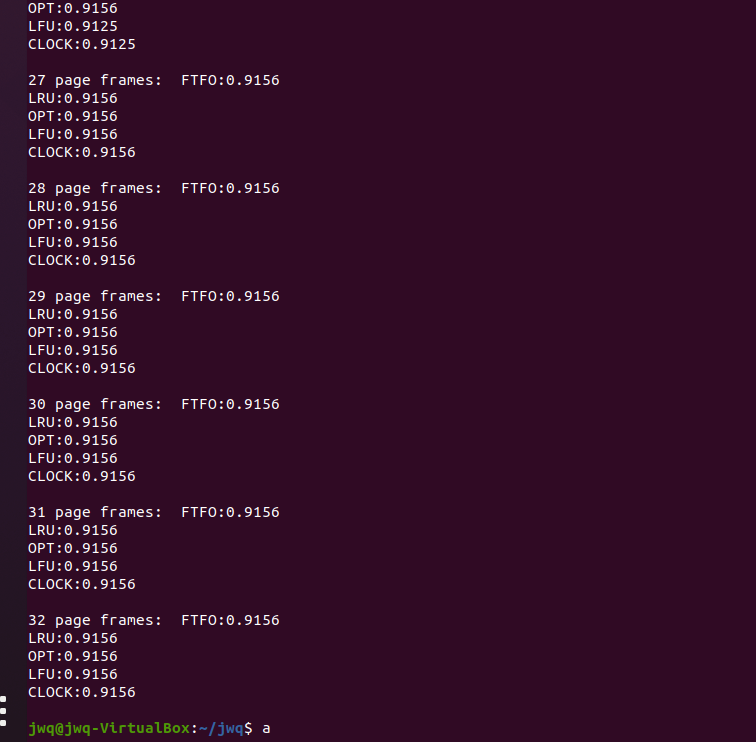 OPT:0.9156
LFU:0.9125
CLOCK:0.9125
27 page frames:  FTFO:0.9156
LRU:0.9156
OPT:0.9156
LFU:0.9156
CLOCK:0.9156
28 page frames:  FTFO:0.9156
LRU:0.9156
OPT:0.9156
LFU:0.9156
CLOCK:0.9156
29 page frames:  FTFO:0.9156
LRU:0.9156
OPT:0.9156
LFU:0.9156
CLOCK:0.9156
30 page frames:  FTFO:0.9156
LRU:0.9156
OPT:0.9156
LFU:0.9156
CLOCK:0.9156
31 page frames:  FTFO:0.9156
LRU:0.9156
OPT:0.9156
LFU:0.9156
CLOCK:0.9156
32 page frames:  FTFO:0.9156
LRU:0.9156
OPT:0.9156
LFU:0.9156
CLOCK:0.9156
jwq@jwq-VirtualBox:~/jwq$ a